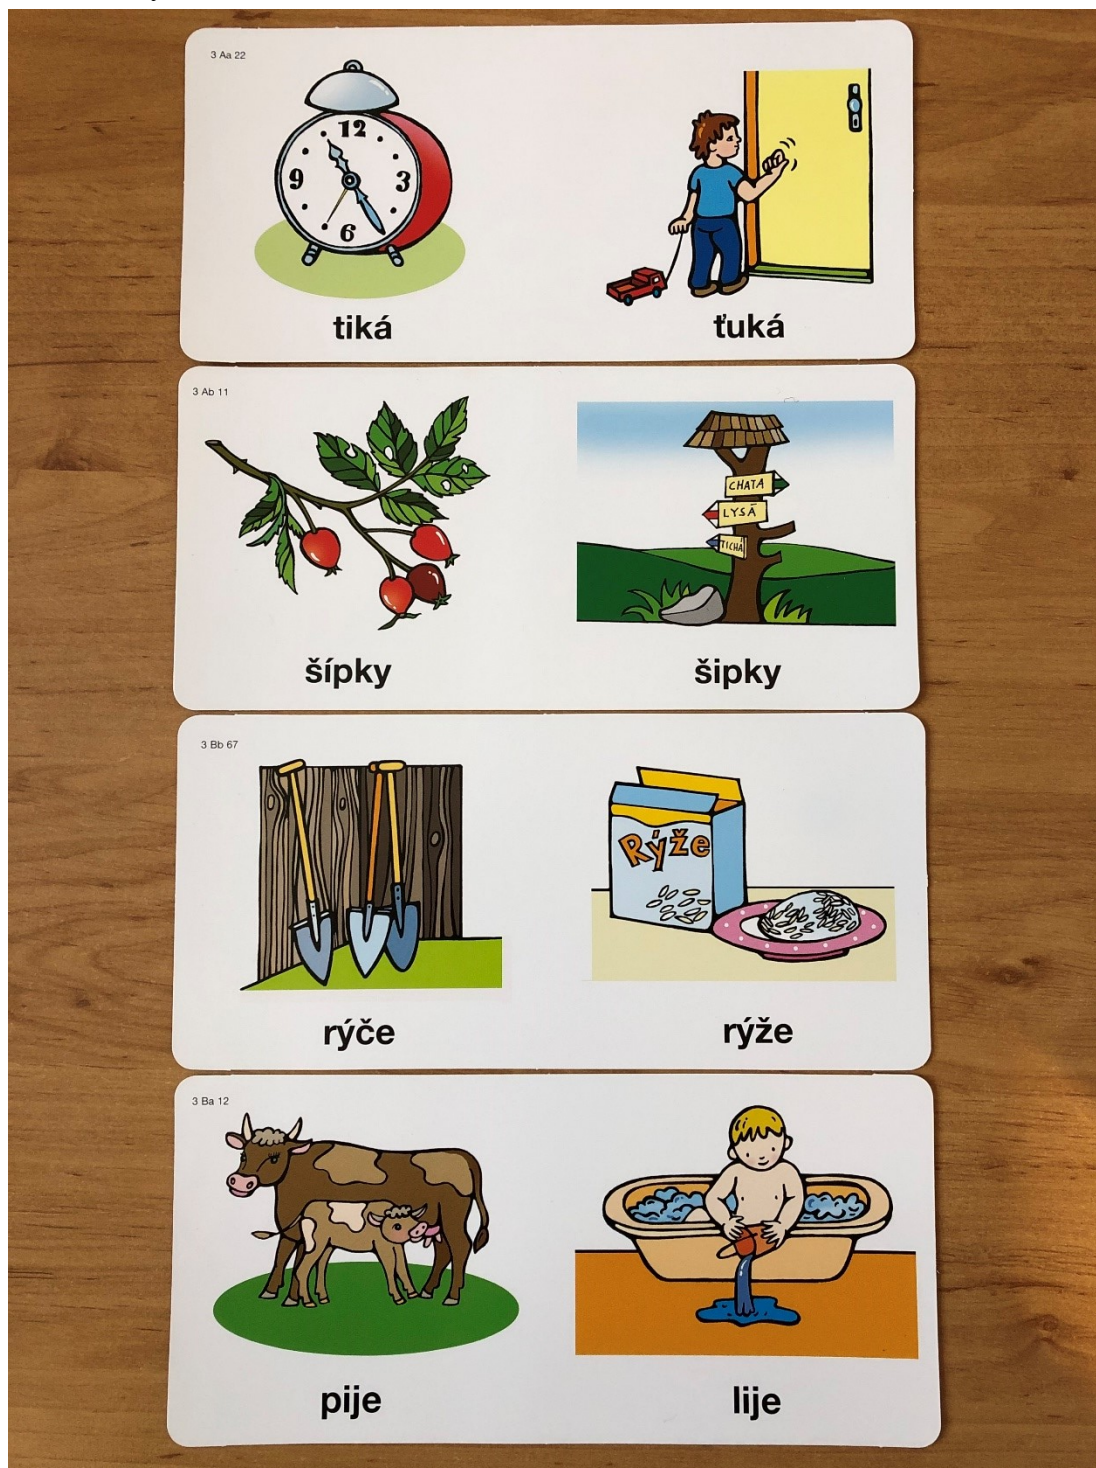 3 Aa 22
12
9
3
6
tiká
ťuká
3 Ab 11
CHATA
LYSÁ
TICHÁ
šípky
šipky
3 Bb 67
Rýže
rýče
rýže
3 Ba 12
pije
lije